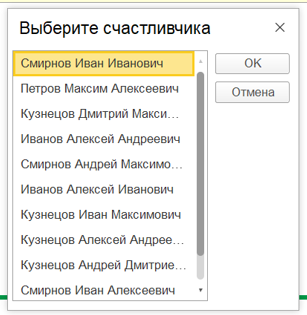 Выберите счастливчика
Смирнов Иван Иванович
Петров Максим Алексеевич
Кузнецов Дмитрий Макси…
Иванов Алексей Андреевич
Смирнов Андрей Максимо…
Иванов Алексей Иванович
Кузнецов Иван Максимович
Кузнецов Алексей Андрее…
Кузнецов Андрей Дмитрие…
Смирнов Иван Алексеевич
OK
Отмена